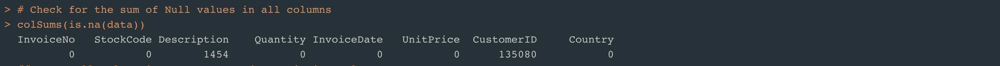 > # Check for the sum of Null values in all columns
> colSums(is.na(data))
InvoiceNo StockCode Description Quantity InvoiceDate UnitPrice CustomerID Country
0 0 1454 0 0 0 135080 0